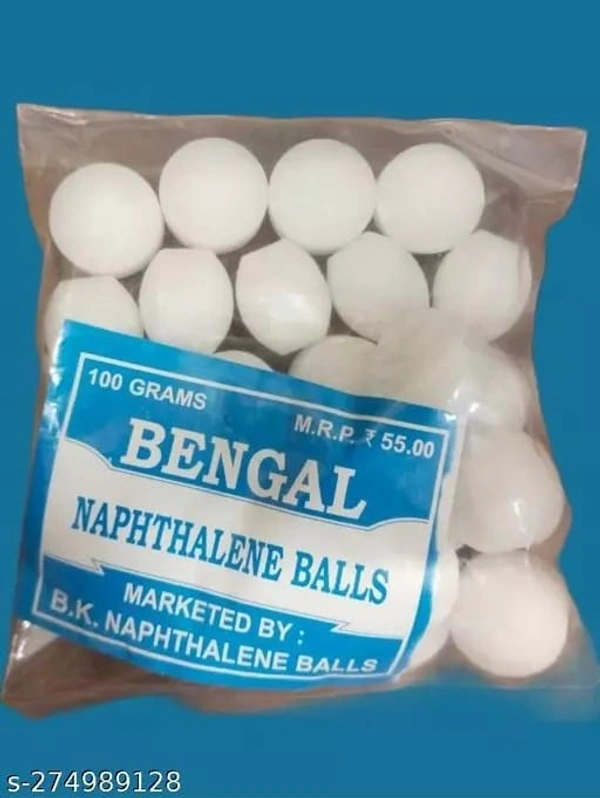 100 GRAMS
M.R.P. ₹ 55.00
BENGAL
NAPHTHALENE BALLS
MARKETED BY :
B.K. NAPHTHALENE BALLS
s-274989128